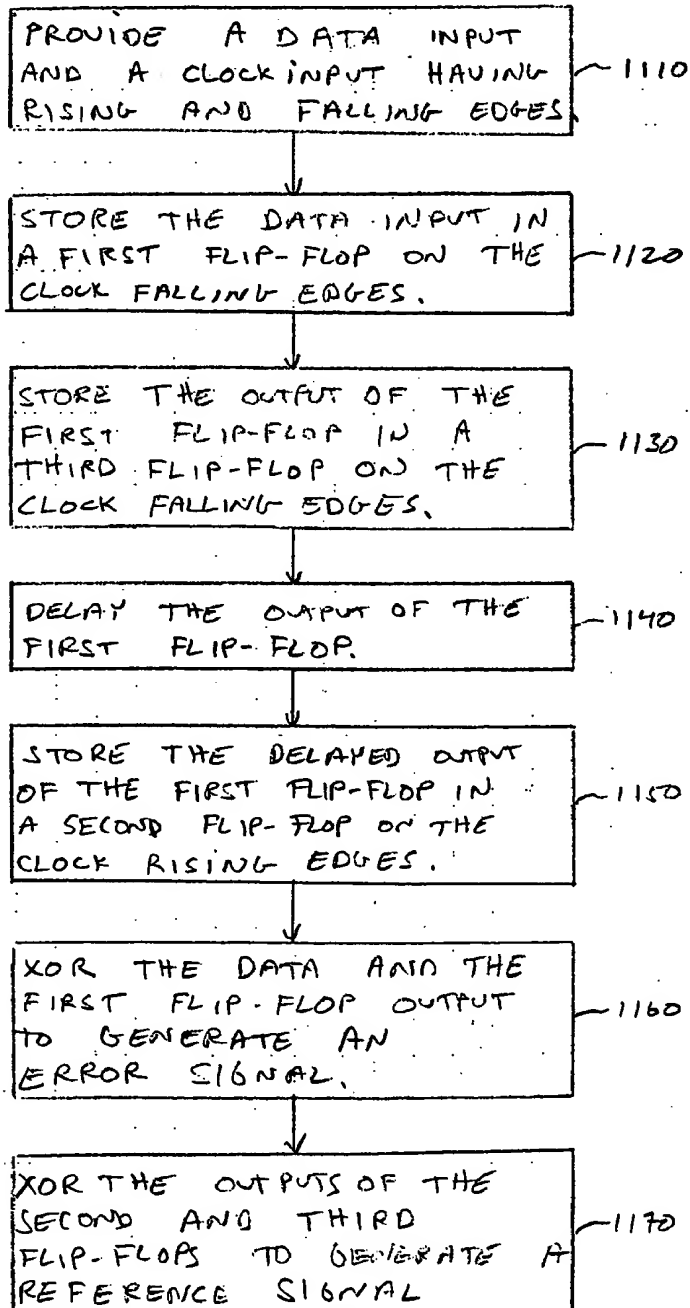 PROVIDE A DATA INPUT
AND A CLOCK INPUT HAVING
RISING AND FALLING EDGES.
1110
STORE THE DATA INPUT IN
A FIRST FLIP-FLOP ON THE
CLOCK FALLING EDGES.
1120
STORE THE OUTPUT OF THE
FIRST FLIP-FLOP IN A
THIRD FLIP-FLOP ON THE
CLOCK FALLING EDGES.
1130
DELAY THE OUTPUT OF THE
FIRST FLIP-FLOP.
1140
STORE THE DELAYED OUTPUT
OF THE FIRST FLIP-FLOP IN
A SECOND FLIP-FLOP ON THE
CLOCK RISING EDGES.
1150
XOR THE DATA AND THE
FIRST FLIP-FLOP OUTPUT
TO GENERATE AN
ERROR SIGNAL.
1160
XOR THE OUTPUTS OF THE
SECOND AND THIRD
FLIP-FLOPS TO GENERATE A
REFERENCE SIGNAL
1170